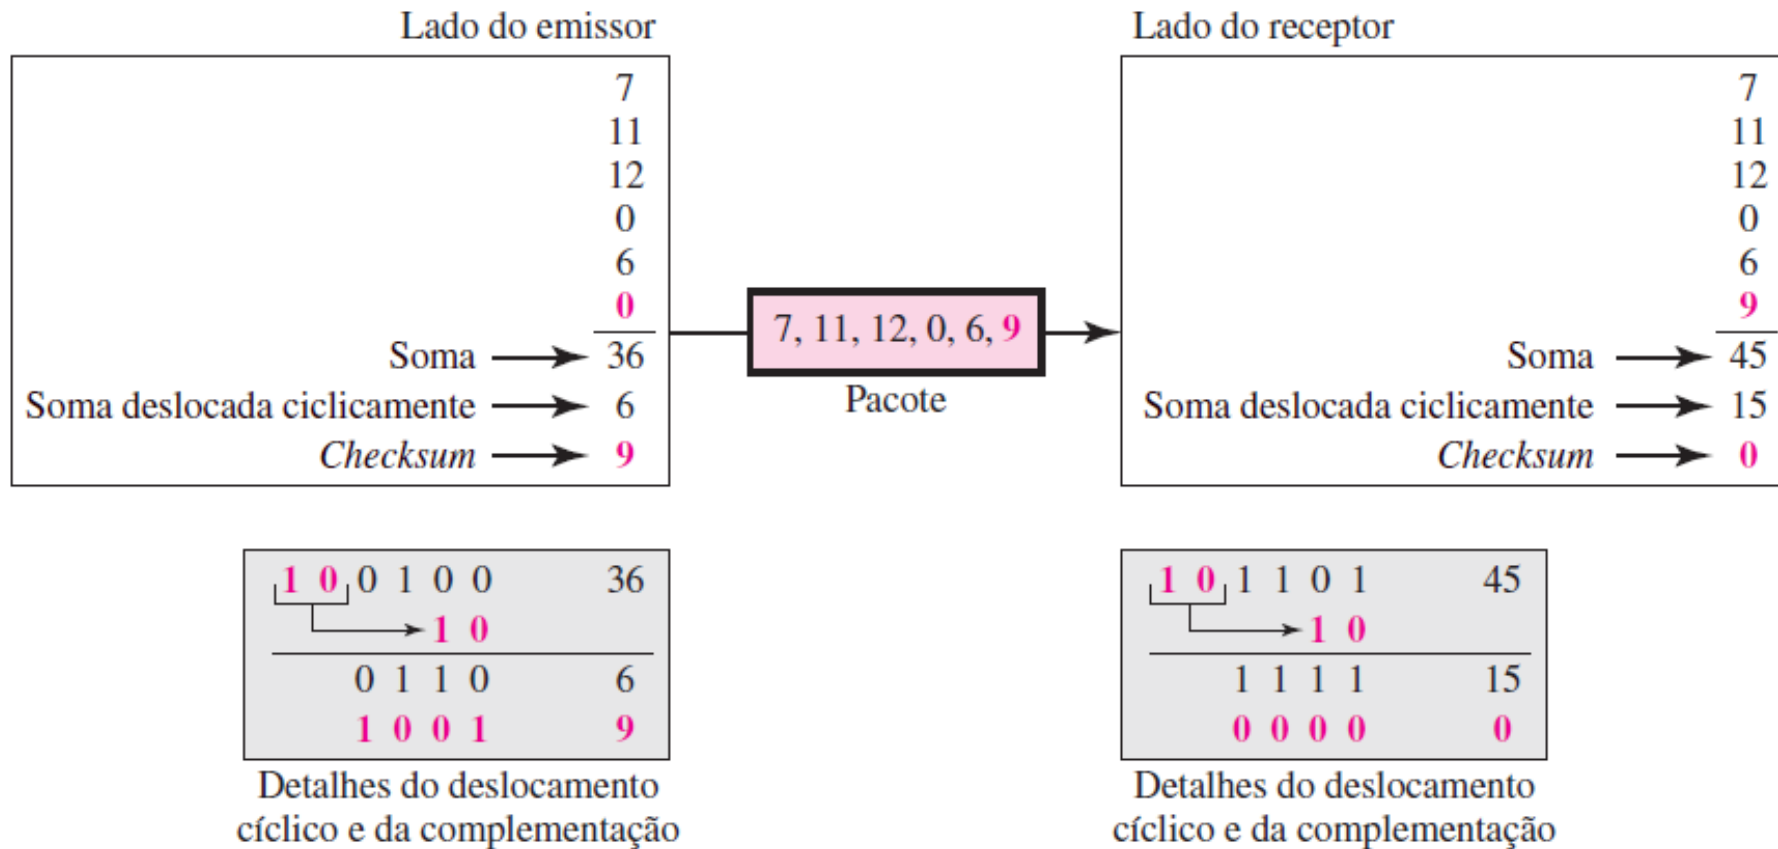 Lado do emissor
7
11
12
0
6
0
Soma 36
Soma deslocada ciclicamente 6
Checksum 9
7, 11, 12, 0, 6, 9
Pacote
Lado do receptor
7
11
12
0
6
9
Soma 45
Soma deslocada ciclicamente 15
Checksum 0
1 0 0 1 0 0 36
1 0
0 1 1 0 6
1 0 0 1 9
Detalhes do deslocamento
cíclico e da complementação
1 0 1 1 0 1 45
1 0
1 1 1 1 15
0 0 0 0 0
Detalhes do deslocamento
cíclico e da complementação